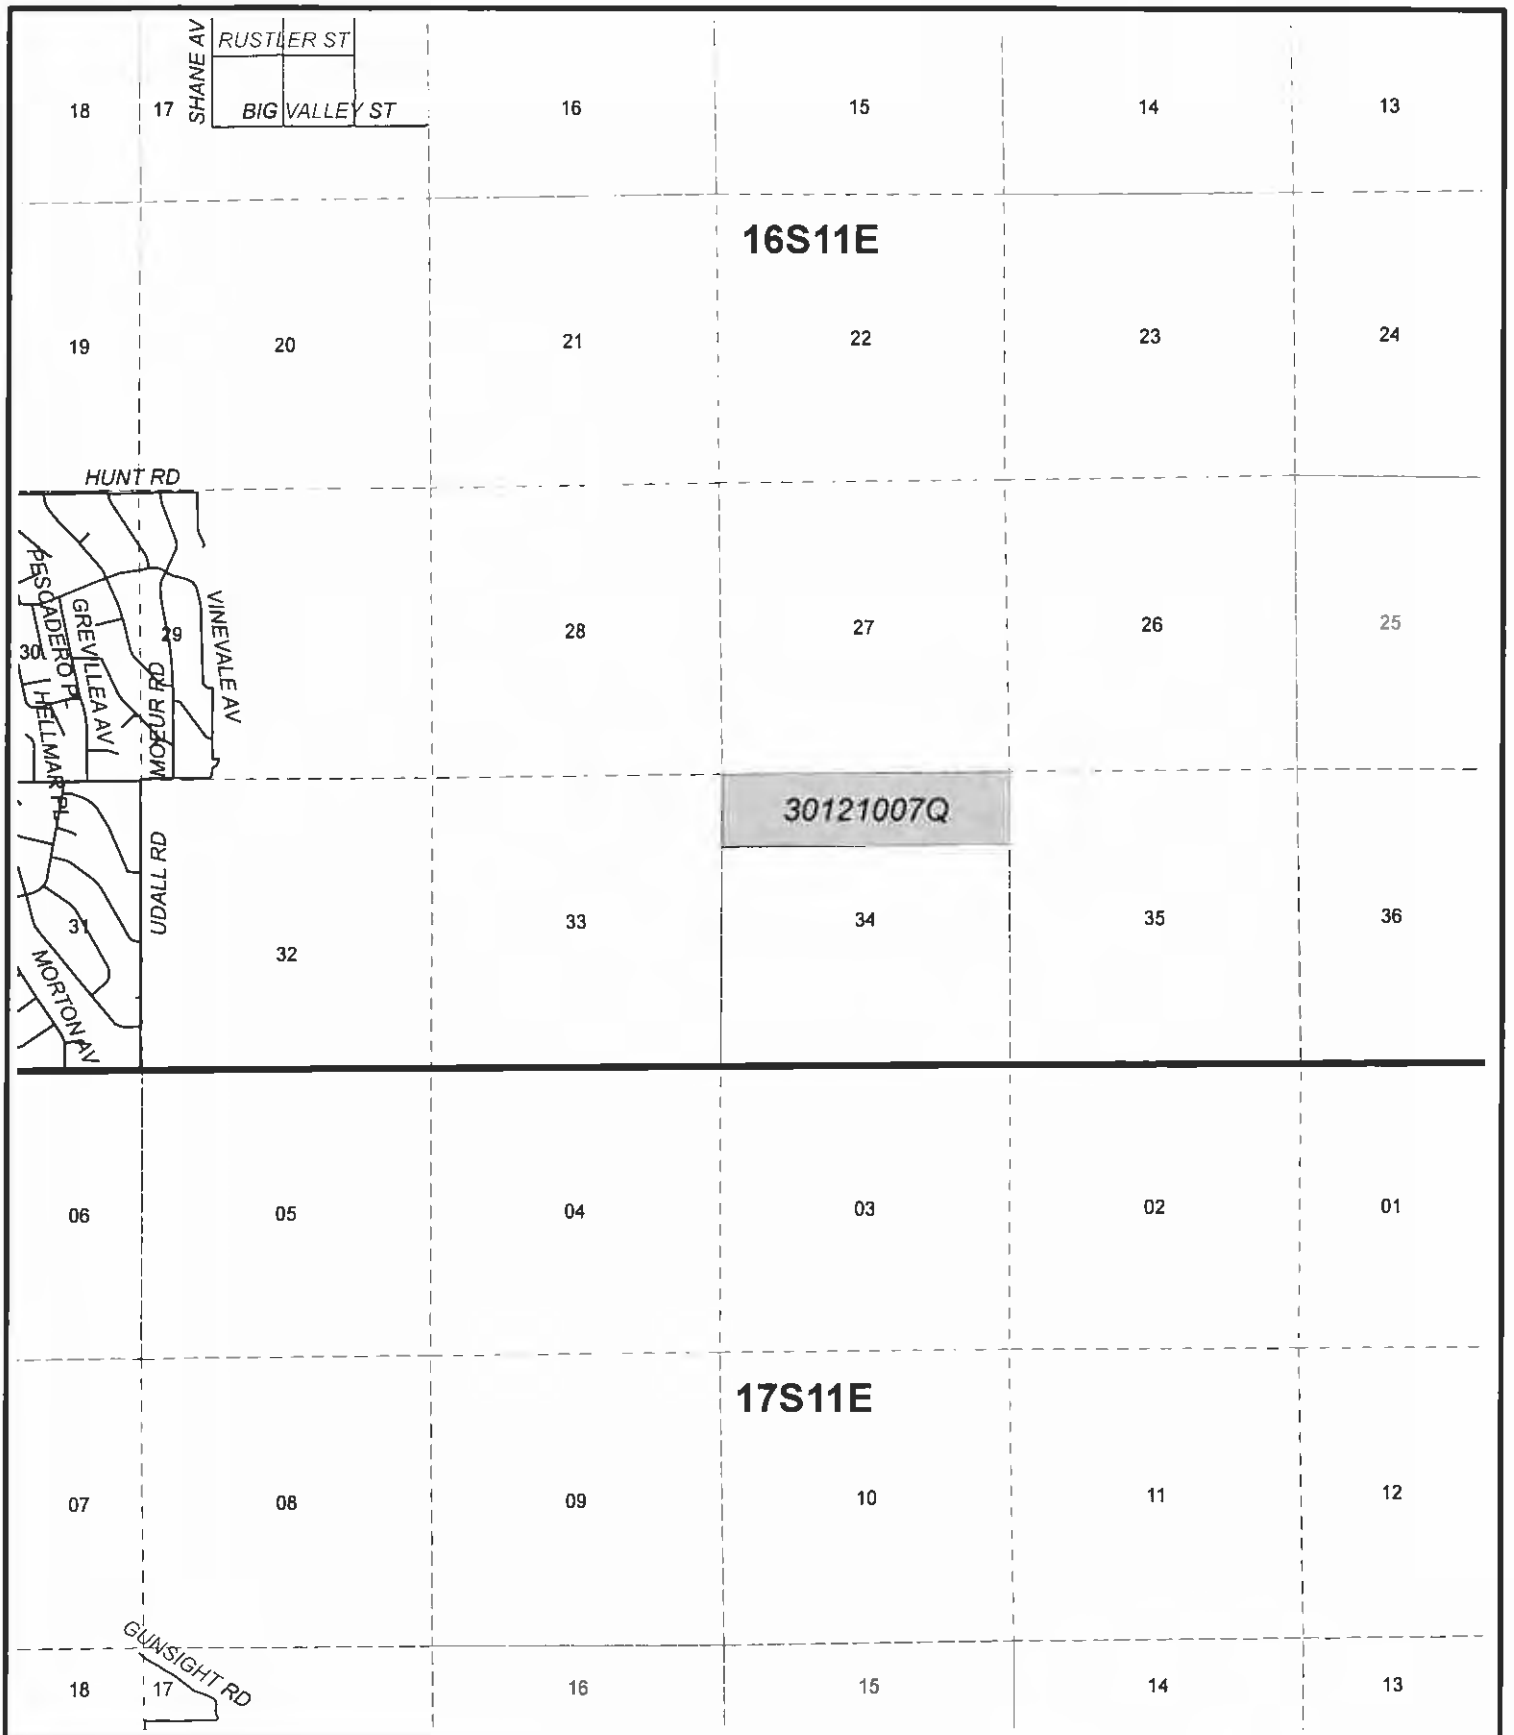 SHANE AV
RUSTLER ST
18
17
BIG VALLEY ST
16
15
14
13
16S11E
19
20
21
22
23
24
HUNT RD
PESCADERO PL
GREVILLEA AV
29
VINEVALE AV
28
27
26
25
30
HELLMAR PL
MOEUR RD
30121007Q
UDALL RD
31
32
33
34
35
36
MORTON AV
06
05
04
03
02
01
17S11E
07
08
09
10
11
12
GUNSIGHT RD
18
17
16
15
14
13